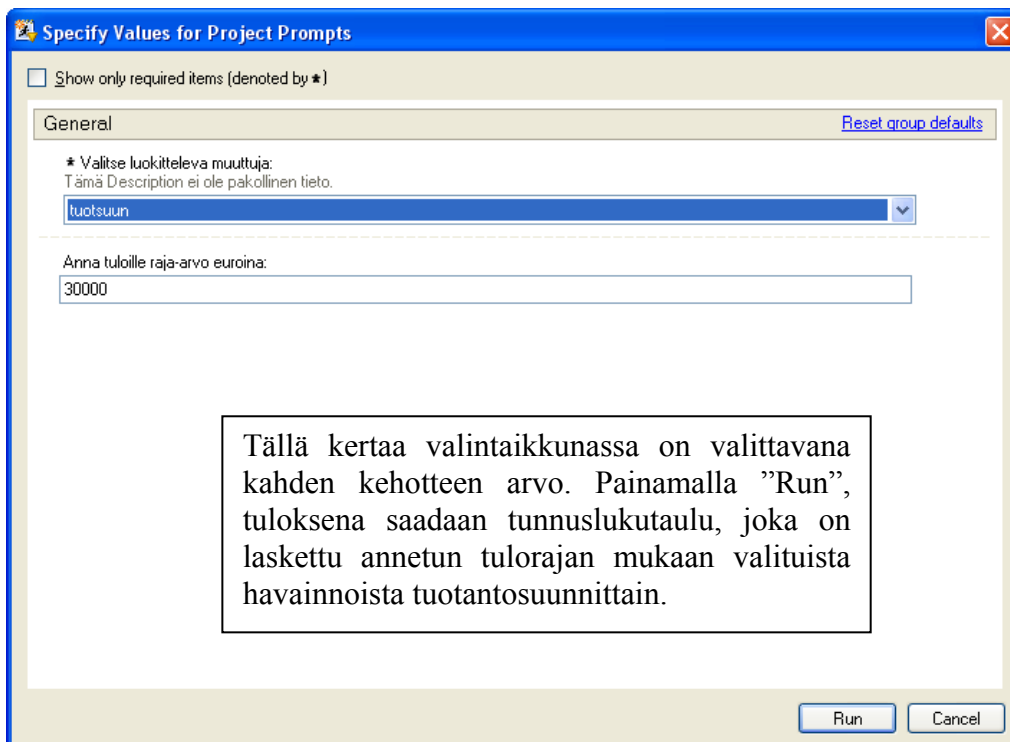 Specify Values for Project Prompts
Show only required items (denoted by *)
General
Reset group defaults
* Valitse luokitteleva muuttuja:
Tämä Description ei ole pakollinen tieto.
tuotsuun
Anna tuloille raja-arvo euroina:
30000
Tällä kertaa valintaikkunassa on valittavana
kahden kehotteen arvo. Painamalla ”Run”,
tuloksena saadaan tunnuslukutaulu, joka on
laskettu annetun tulorajan mukaan valituista
havainnoista tuotantosuunnittain.
Run
Cancel